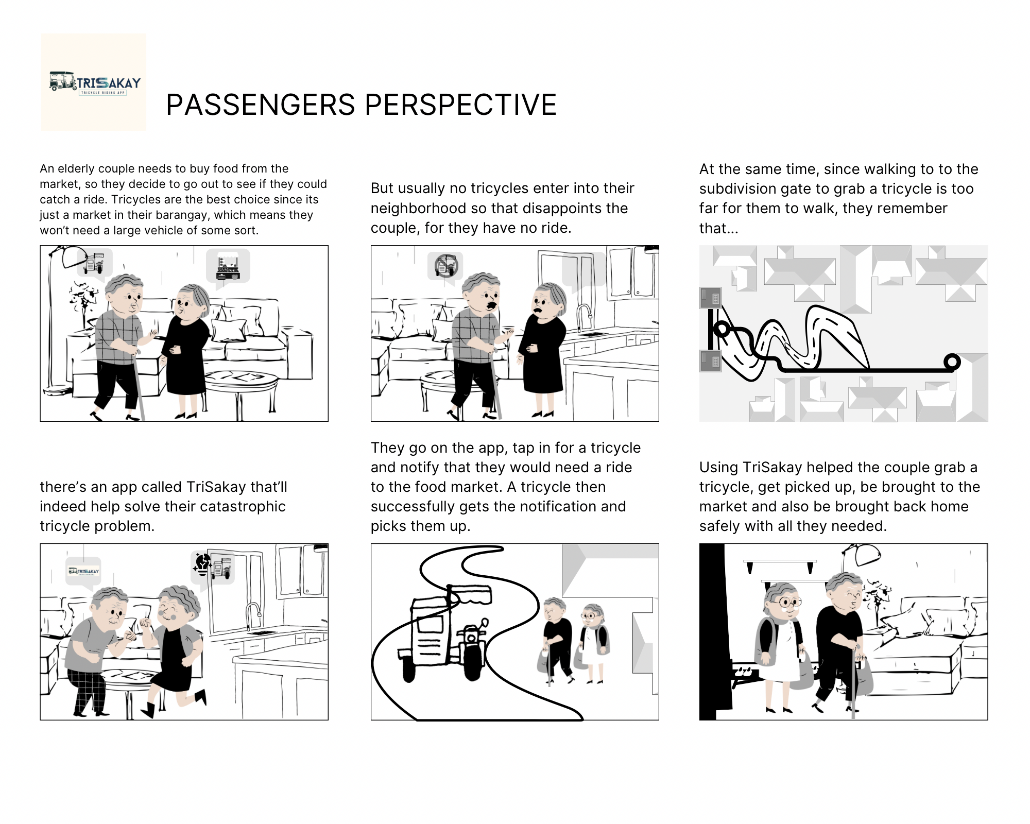 TRISAKAY
TRICYCLE RIDING APP
PASSENGERS PERSPECTIVE
An elderly couple needs to buy food from the
market, so they decide to go out to see if they could
catch a ride. Tricycles are the best choice since its
just a market in their barangay, which means they
won't need a large vehicle of some sort.
But usually no tricycles enter into their
neighborhood so that disappoints the
couple, for they have no ride.
At the same time, since walking to to the
subdivision gate to grab a tricycle is too
far for them to walk, they remember
that...
there's an app called TriSakay that'll
indeed help solve their catastrophic
tricycle problem.
They go on the app, tap in for a tricycle
and notify that they would need a ride
to the food market. A tricycle then
successfully gets the notification and
picks them up.
Using TriSakay helped the couple grab a
tricycle, get picked up, be brought to the
market and also be brought back home
safely with all they needed.
TRISAKAY